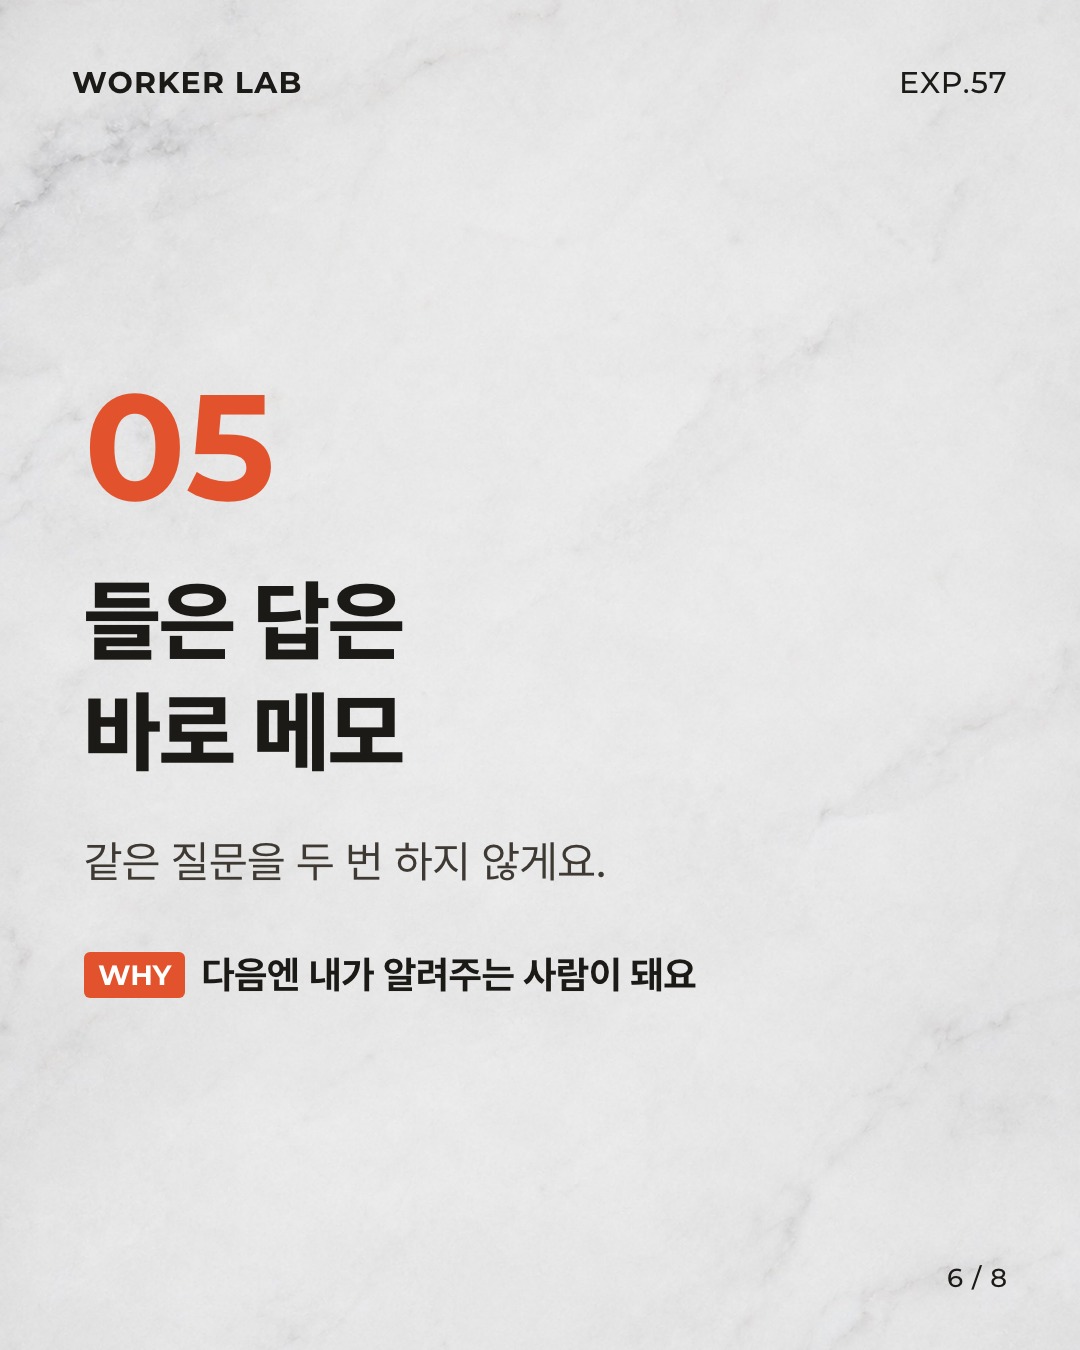 WORKER LAB
EXP.57
05
들은 답은
바로 메모
같은 질문을 두 번 하지 않게요.
WHY 다음엔 내가 알려주는 사람이 돼요
6 / 8